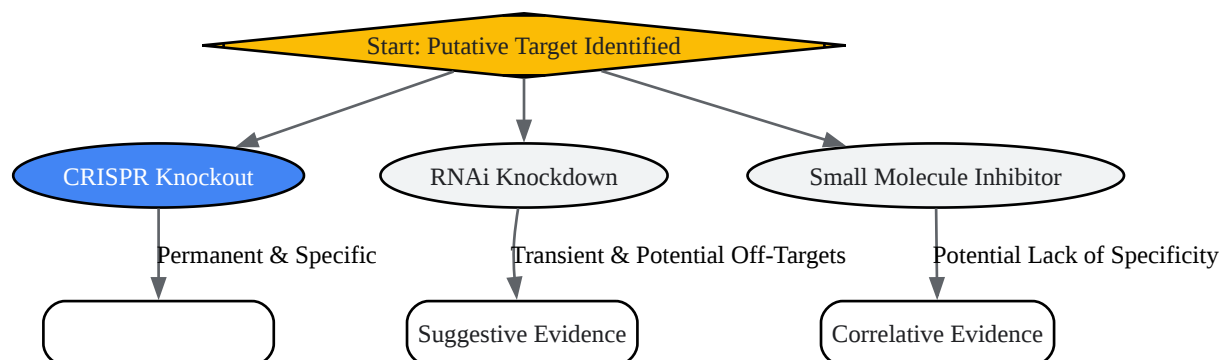 Start: Putative Target Identified
CRISPR Knockout
RNAi Knockdown
Small Molecule Inhibitor
Permanent & Specific
Transient & Potential Off-Targets
Potential Lack of Specificity
Suggestive Evidence
Correlative Evidence